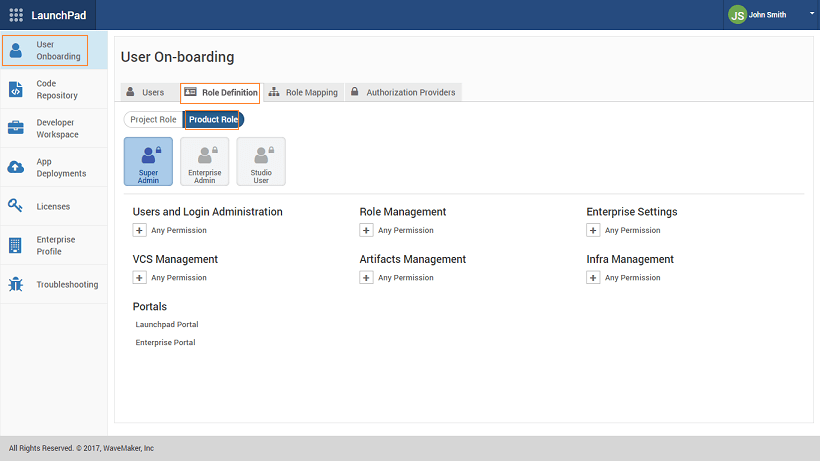 LaunchPad
JS John Smith
User
Onboarding
Code
Repository
Developer
Workspace
App
Deployments
Licenses
Enterprise
Profile
Troubleshooting
User On-boarding
Users Role Definition Role Mapping Authorization Providers
Project Role Product Role
Super
Admin
Enterprise
Admin
Studio
User
Users and Login Administration Role Management Enterprise Settings
+ Any Permission + Any Permission + Any Permission
VCS Management Artifacts Management Infra Management
+ Any Permission + Any Permission + Any Permission
Portals
Launchpad Portal
Enterprise Portal
All Rights Reserved. © 2017, WaveMaker, Inc